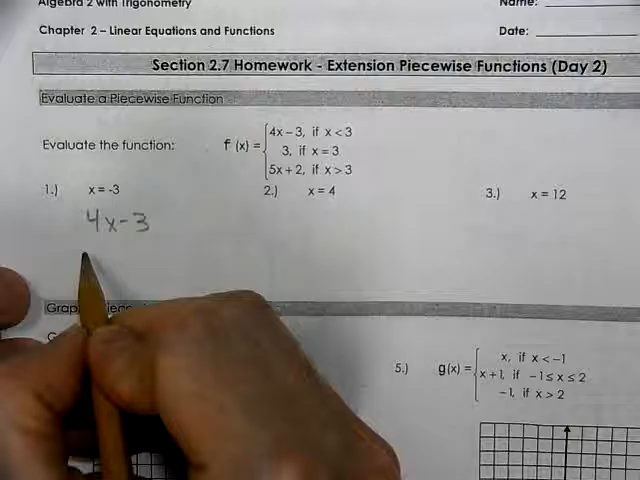 Algebra 2 with Trigonometry
Name:
Chapter 2 – Linear Equations and Functions
Date:
Section 2.7 Homework - Extension Piecewise Functions (Day 2)
Evaluate a Piecewise Function
Evaluate the function:
f (x) = { 4x – 3, if x < 3
3, if x = 3
5x + 2, if x > 3
1.) x = -3
2.) x = 4
3.) x = 12
4x - 3
5.) g(x) = { x, if x < –1
x + 1, if –1 ≤ x ≤ 2
–1, if x > 2